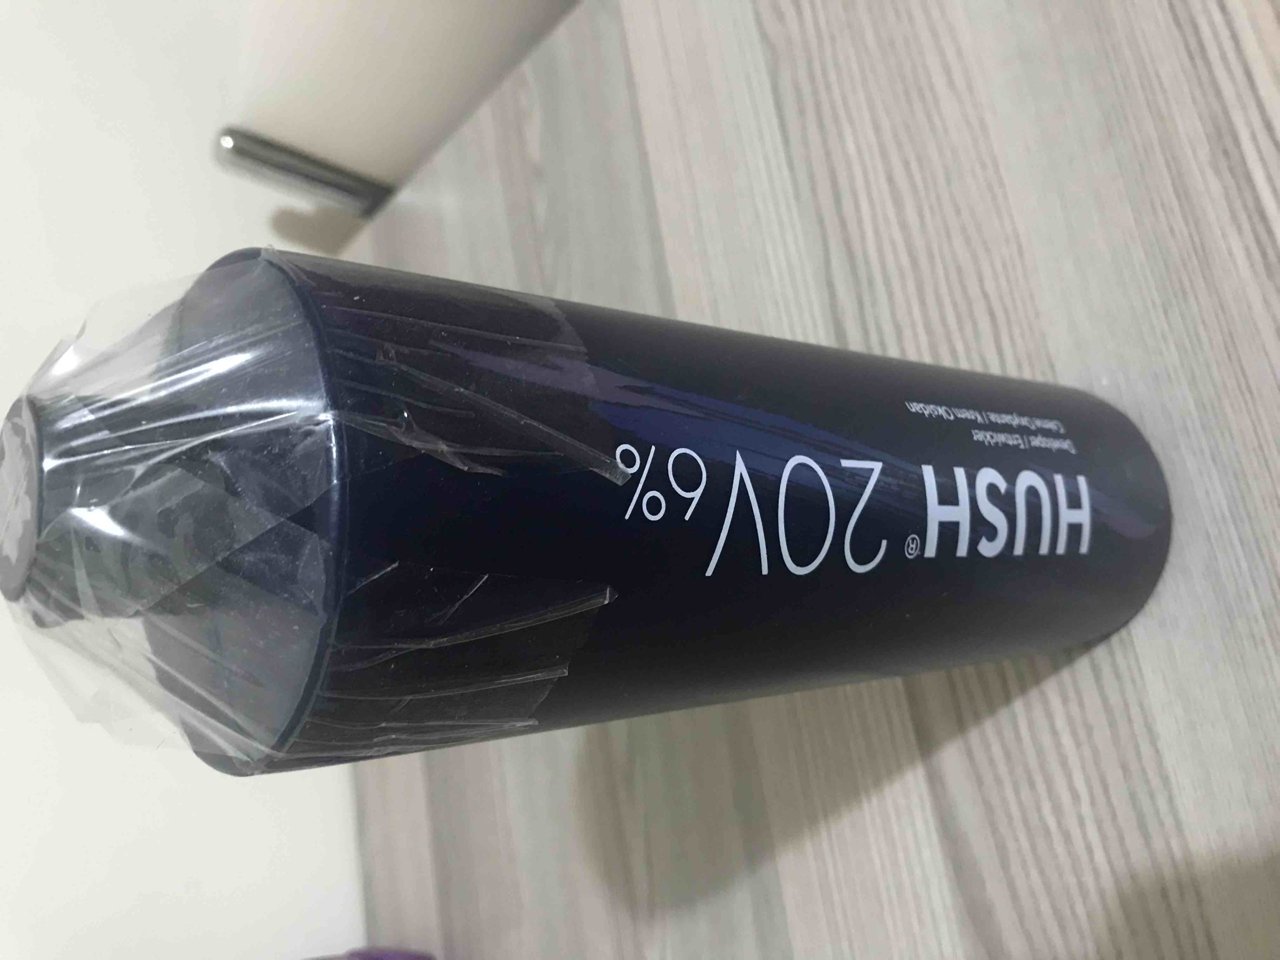 HUSH® 20V 6%
Developer / Entwickler
Crème Oxydante / Krem Oksidan